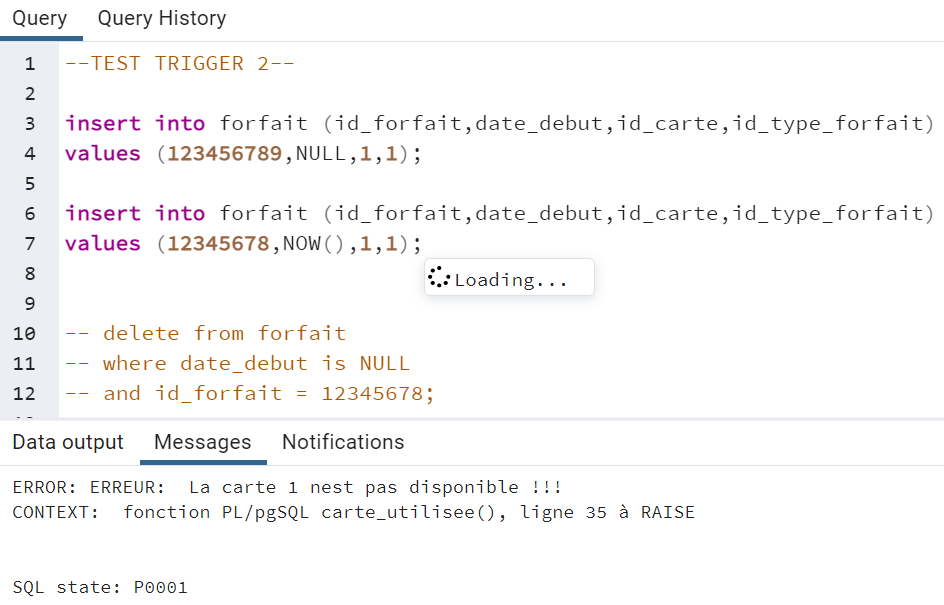 Query Query History
1 --TEST TRIGGER 2--
2
3 insert into forfait (id_forfait,date_debut,id_carte,id_type_forfait)
4 values (123456789,NULL,1,1);
5
6 insert into forfait (id_forfait,date_debut,id_carte,id_type_forfait)
7 values (12345678,NOW(),1,1);
Loading...
8
9
10 -- delete from forfait
11 -- where date_debut is NULL
12 -- and id_forfait = 12345678;
Data output Messages Notifications
ERROR: ERREUR:  La carte 1 nest pas disponible !!!
CONTEXT:  fonction PL/pgSQL carte_utilisee(), ligne 35 à RAISE
SQL state: P0001